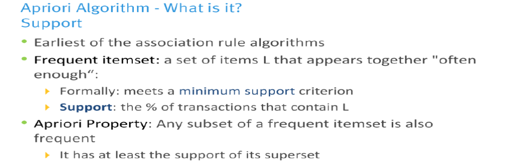 Apriori Algorithm - What is it?
Support
• Earliest of the association rule algorithms
• Frequent itemset: a set of items L that appears together "often
enough“:
▸ Formally: meets a minimum support criterion
▸ Support: the % of transactions that contain L
• Apriori Property: Any subset of a frequent itemset is also
frequent
▸ It has at least the support of its superset